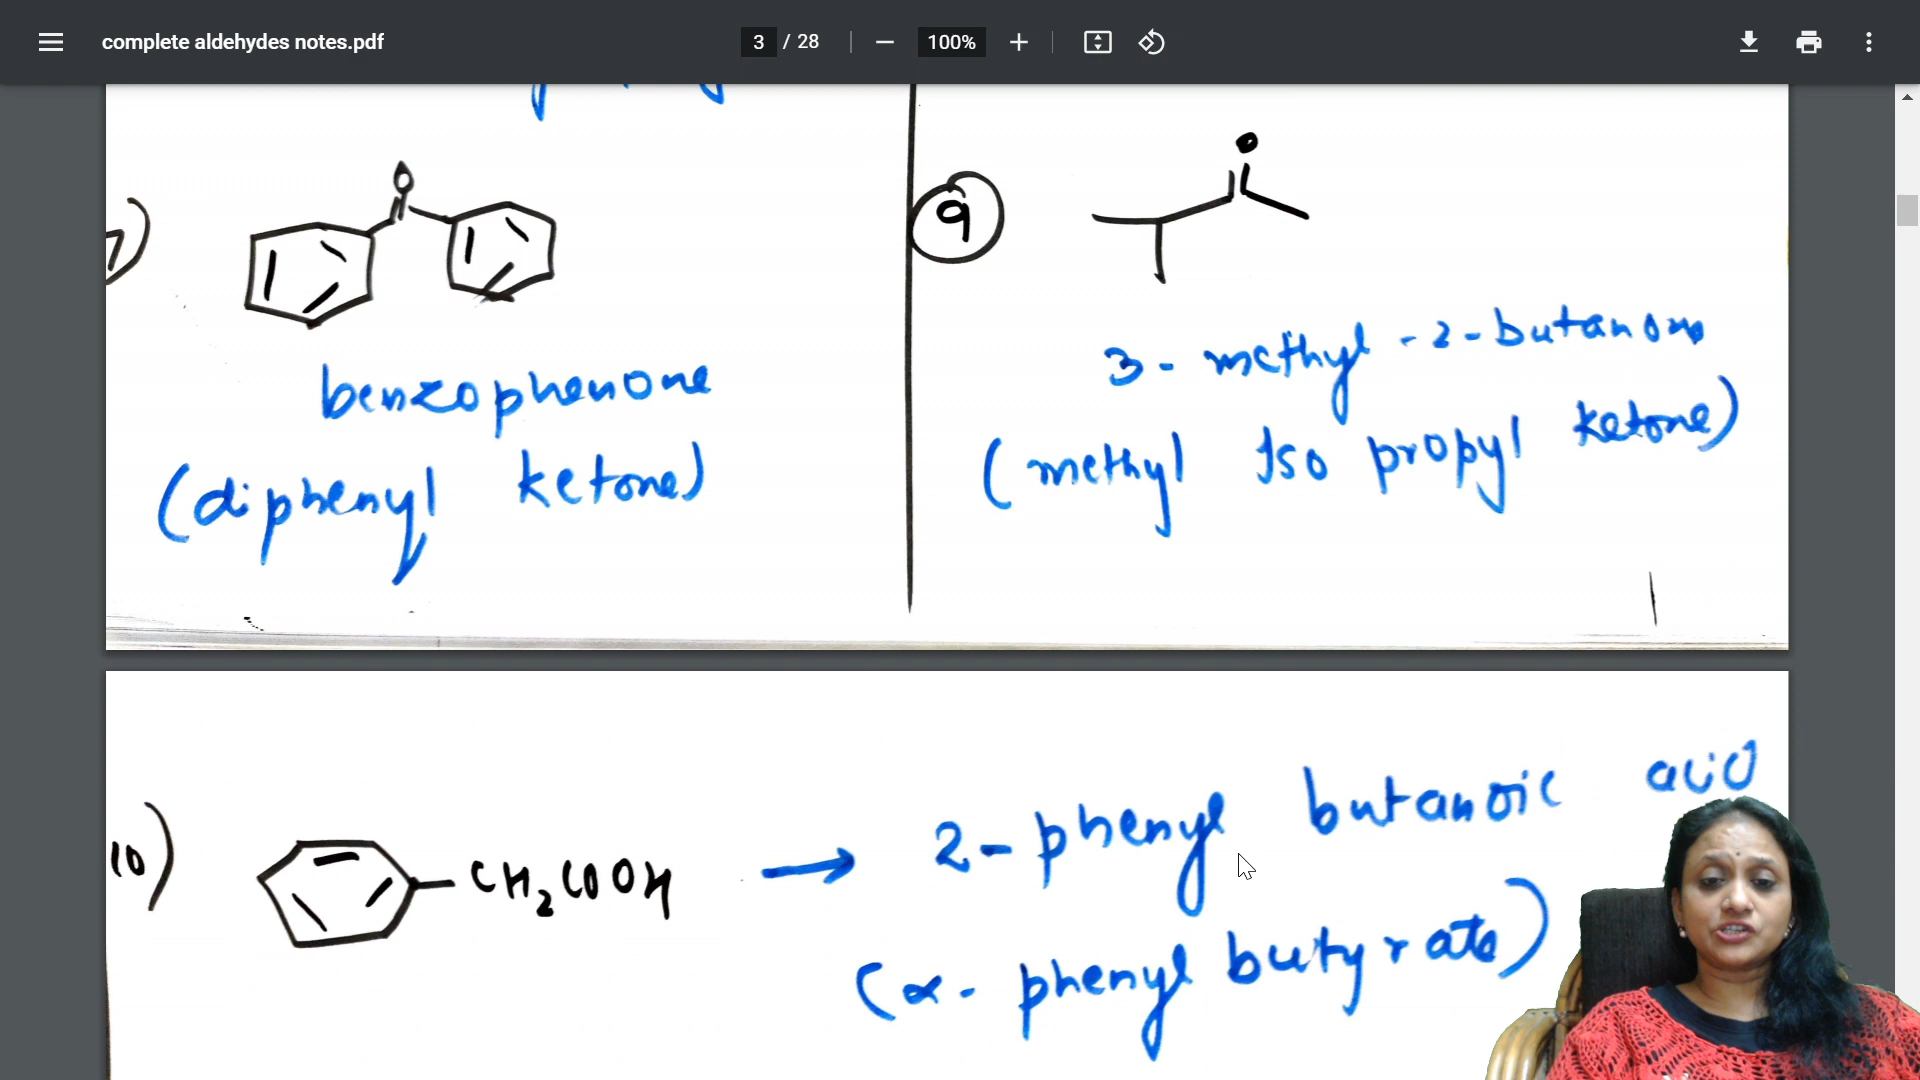 complete aldehydes notes.pdf
3 / 28
100%
7)
O
benzophenone
(diphenyl ketone)
9
O
3- methyl -2- butanone
(methyl Iso propyl ketone)
10)
CH2COOH
→ 2- phenyl butanoic acid
(α- phenyl butyrate)